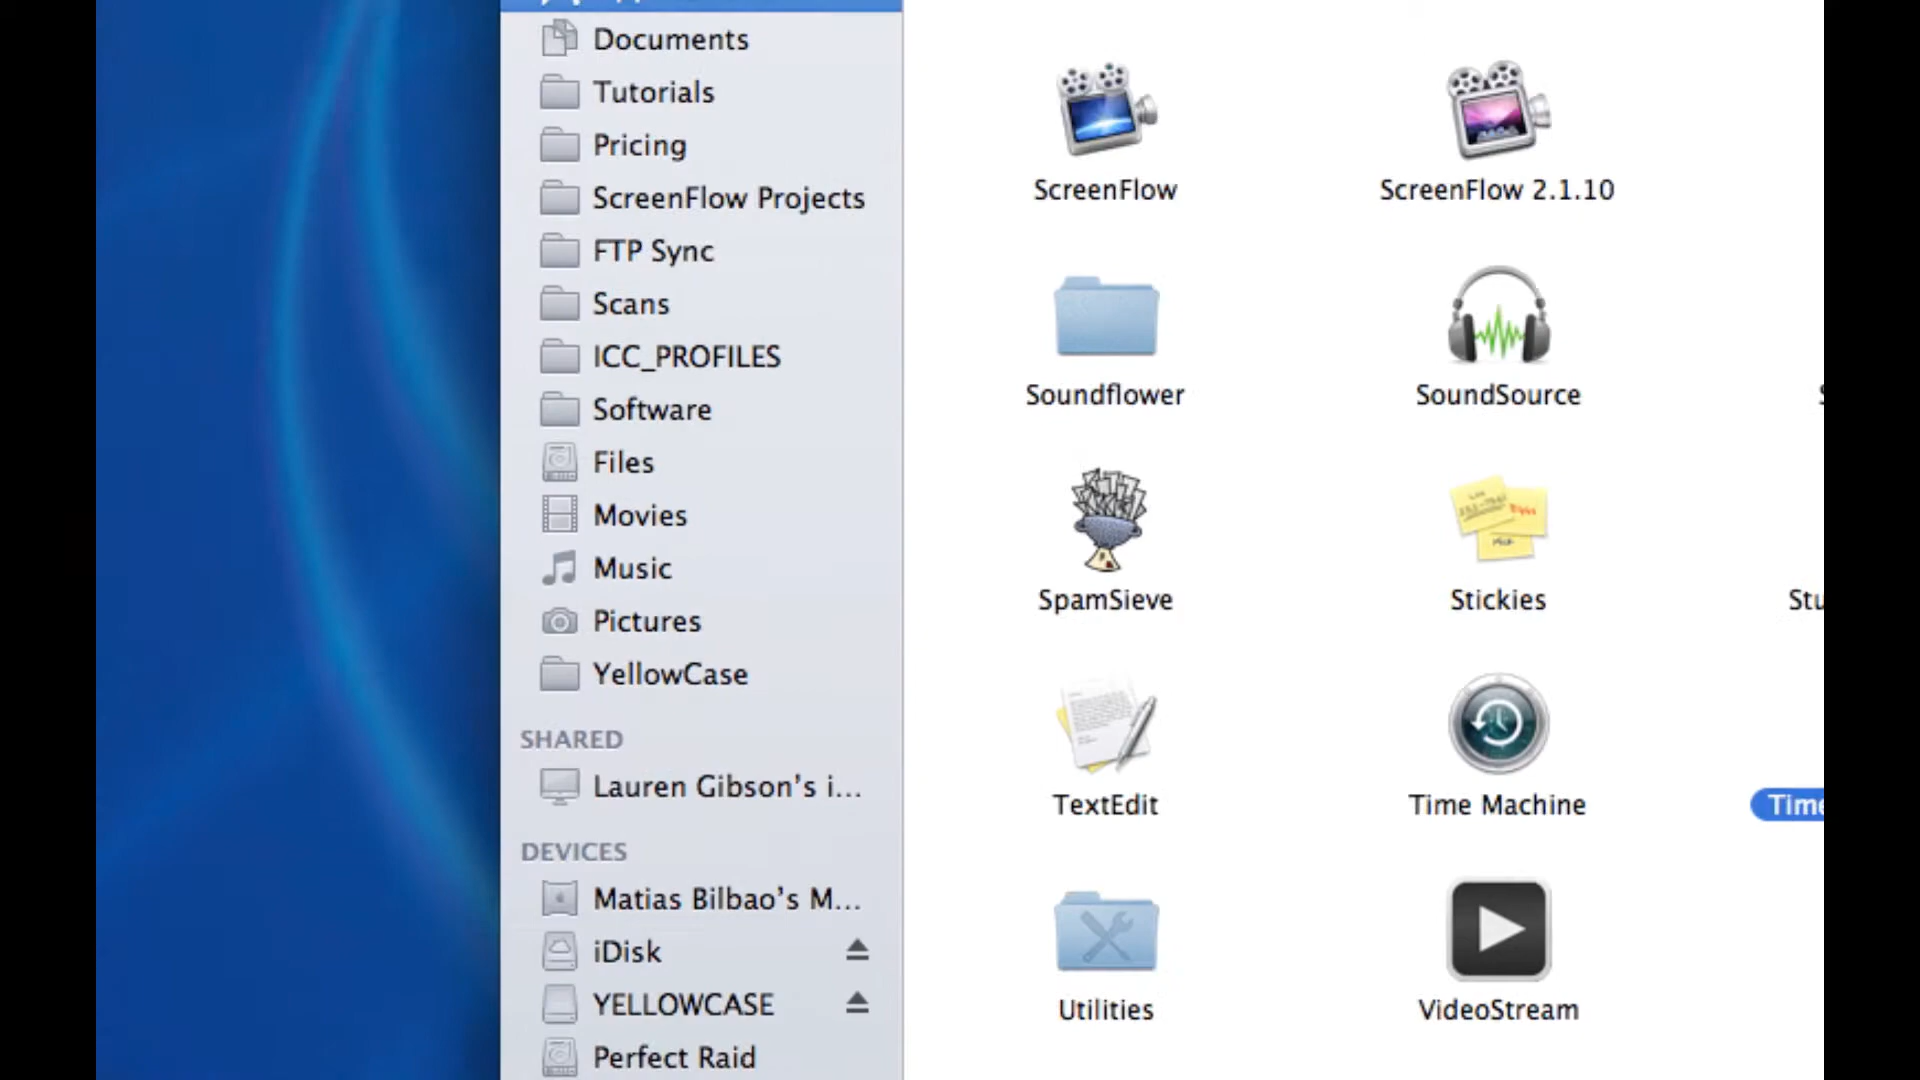 Documents
Tutorials
Pricing
ScreenFlow Projects
FTP Sync
Scans
ICC_PROFILES
Software
Files
Movies
Music
Pictures
YellowCase
SHARED
Lauren Gibson's i...
DEVICES
Matias Bilbao's M...
iDisk
YELLOWCASE
Perfect Raid
ScreenFlow
ScreenFlow 2.1.10
Soundflower
SoundSource
SpamSieve
Stickies
Stu
TextEdit
Time Machine
Time
Utilities
VideoStream